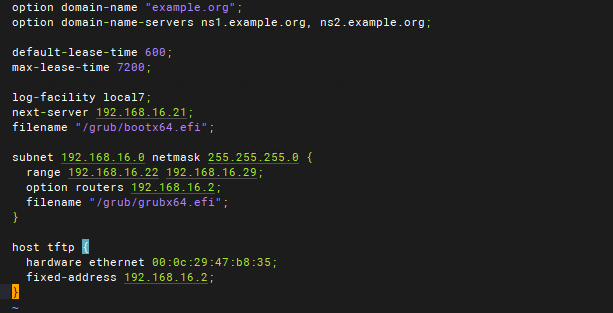 option domain-name "example.org";
option domain-name-servers ns1.example.org, ns2.example.org;
default-lease-time 600;
max-lease-time 7200;
log-facility local7;
next-server 192.168.16.21;
filename "/grub/bootx64.efi";
subnet 192.168.16.0 netmask 255.255.255.0 {
  range 192.168.16.22 192.168.16.29;
  option routers 192.168.16.2;
  filename "/grub/grubx64.efi";
}
host tftp {
  hardware ethernet 00:0c:29:47:b8:35;
  fixed-address 192.168.16.2;
}
~